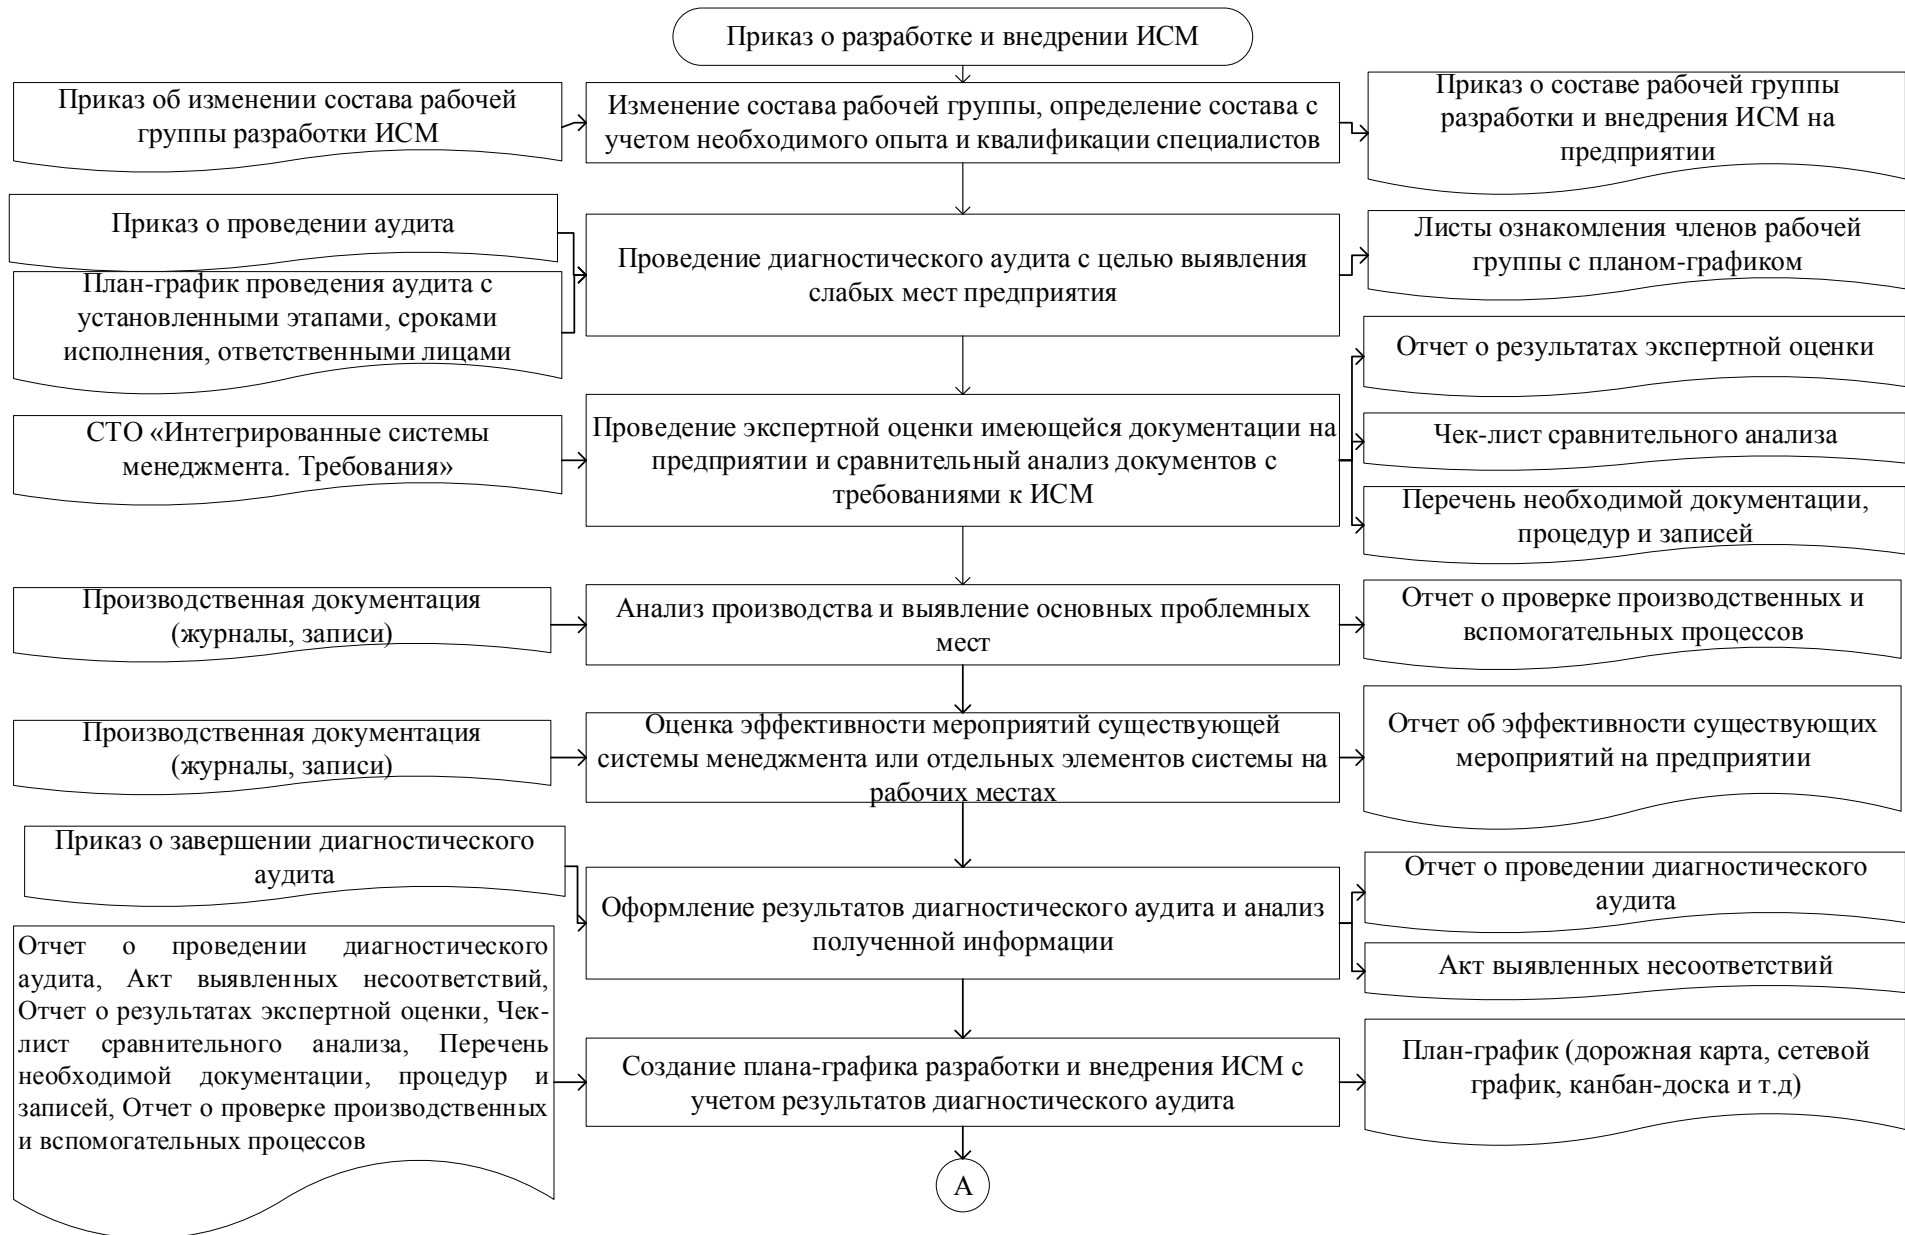 Приказ о разработке и внедрении ИСМ
Приказ об изменении состава рабочей
группы разработки ИСМ
Изменение состава рабочей группы, определение состава с
учетом необходимого опыта и квалификации специалистов
Приказ о составе рабочей группы
разработки и внедрения ИСМ на
предприятии
Приказ о проведении аудита
План-график проведения аудита с
установленными этапами, сроками
исполнения, ответственными лицами
Проведение диагностического аудита с целью выявления
слабых мест предприятия
Листы ознакомления членов рабочей
группы с планом-графиком
СТО «Интегрированные системы
менеджмента. Требования»
Проведение экспертной оценки имеющейся документации на
предприятии и сравнительный анализ документов с
требованиями к ИСМ
Отчет о результатах экспертной оценки
Чек-лист сравнительного анализа
Перечень необходимой документации,
процедур и записей
Производственная документация
(журналы, записи)
Анализ производства и выявление основных проблемных
мест
Отчет о проверке производственных и
вспомогательных процессов
Производственная документация
(журналы, записи)
Оценка эффективности мероприятий существующей
системы менеджмента или отдельных элементов системы на
рабочих местах
Отчет об эффективности существующих
мероприятий на предприятии
Приказ о завершении диагностического
аудита
Оформление результатов диагностического аудита и анализ
полученной информации
Отчет о проведении диагностического
аудита
Акт выявленных несоответствий
Отчет о проведении диагностического
аудита, Акт выявленных несоответствий,
Отчет о результатах экспертной оценки, Чек-
лист сравнительного анализа, Перечень
необходимой документации, процедур и
записей, Отчет о проверке производственных
и вспомогательных процессов
Создание плана-графика разработки и внедрения ИСМ с
учетом результатов диагностического аудита
План-график (дорожная карта, сетевой
график, канбан-доска и т.д)
А